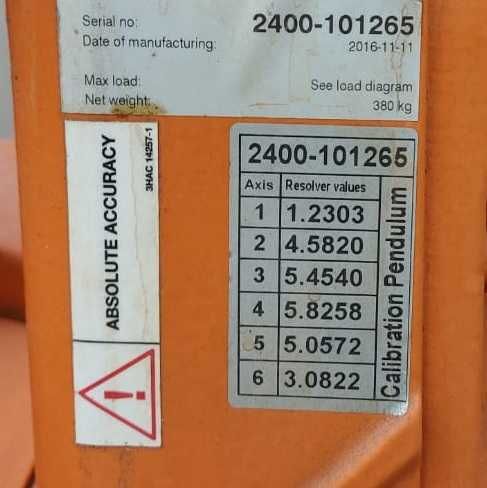 Serial no: 2400-101265
Date of manufacturing: 2016-11-11
Max load: See load diagram
Net weight: 380 kg
ABSOLUTE ACCURACY
3HAC 14257-1
!
2400-101265
Axis Resolver values
1 1.2303
2 4.5820
3 5.4540
4 5.8258
5 5.0572
6 3.0822
Calibration Pendulum